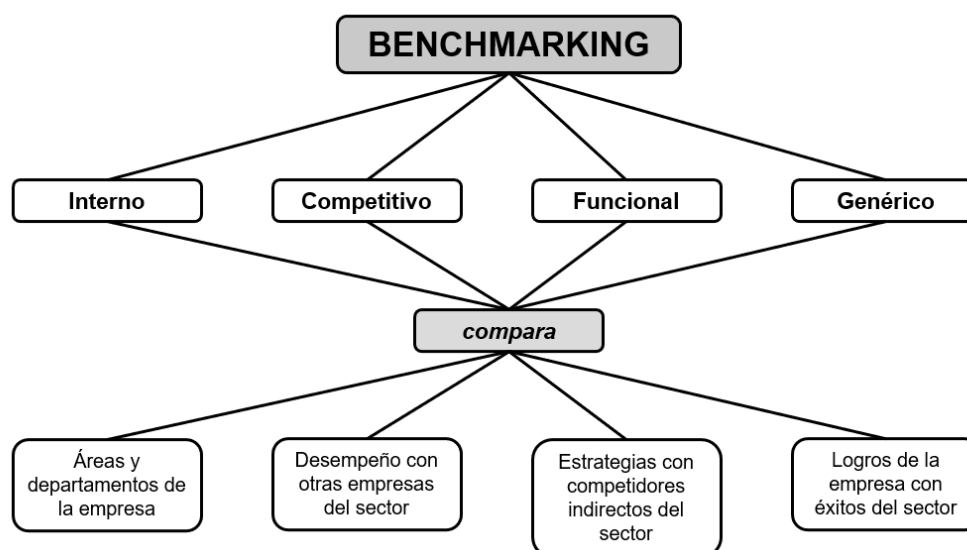 BENCHMARKING
Interno
Competitivo
Funcional
Genérico
compara
Áreas y
departamentos de
la empresa
Desempeño con
otras empresas
del sector
Estrategias con
competidores
indirectos del
sector
Logros de la
empresa con
éxitos del sector